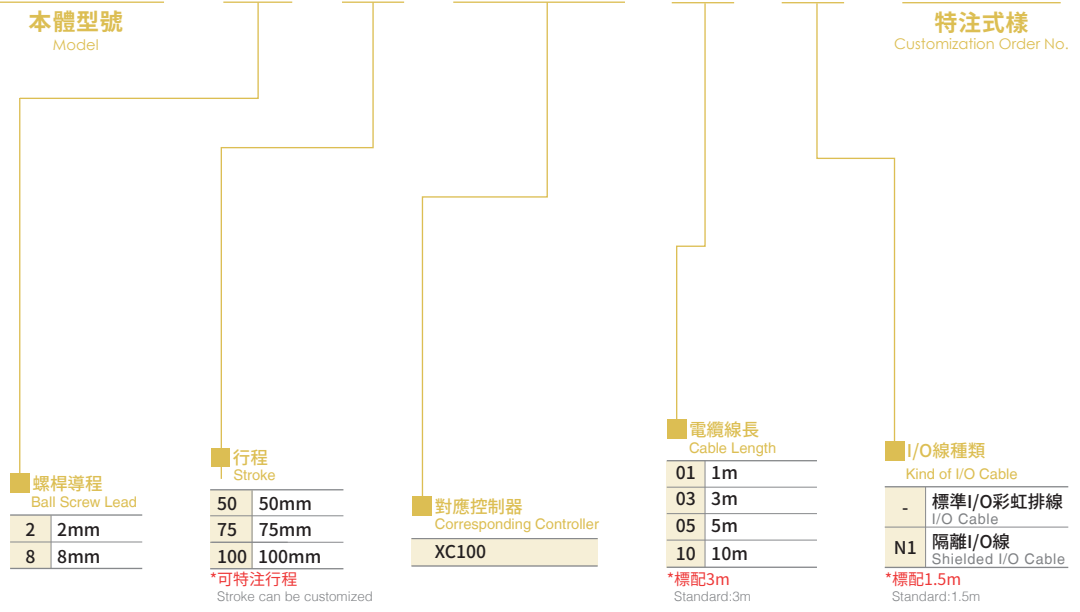 本體型號
Model
特注式樣
Customization Order No.
螺桿導程
Ball Screw Lead
2 2mm
8 8mm
行程
Stroke
50 50mm
75 75mm
100 100mm
*可特注行程
Stroke can be customized
對應控制器
Corresponding Controller
XC100
電纜線長
Cable Length
01 1m
03 3m
05 5m
10 10m
*標配3m
Standard:3m
I/O線種類
Kind of I/O Cable
- 標準I/O彩虹排線
I/O Cable
N1 隔離I/O線
Shielded I/O Cable
*標配1.5m
Standard:1.5m